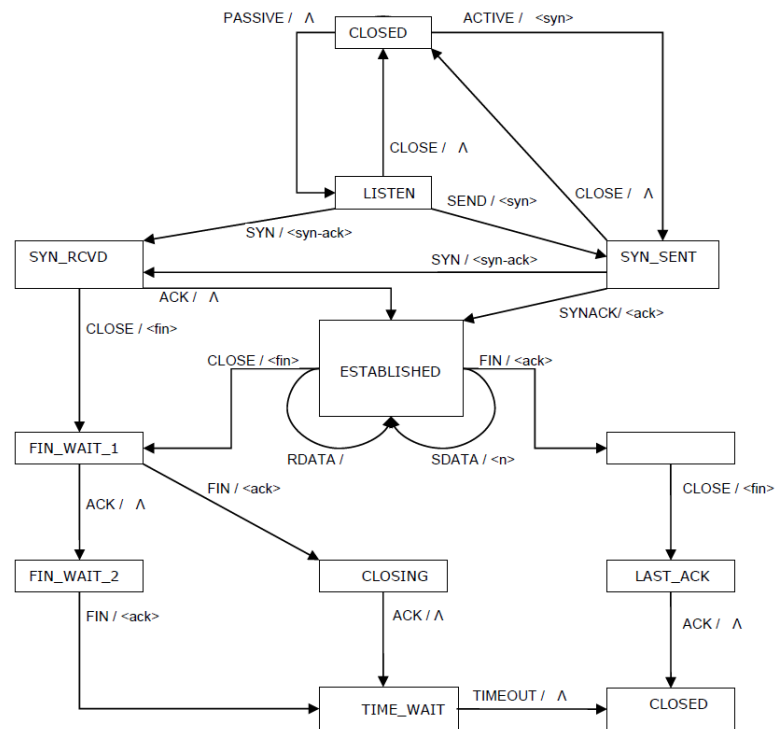 PASSIVE / Λ
ACTIVE / <syn>
CLOSED
CLOSE / Λ
CLOSE / Λ
LISTEN
SEND / <syn>
SYN / <syn-ack>
SYN_RCVD
SYN / <syn-ack>
SYN_SENT
ACK / Λ
SYNACK/ <ack>
CLOSE / <fin>
CLOSE / <fin>
ESTABLISHED
FIN / <ack>
RDATA /
SDATA / <n>
FIN_WAIT_1
FIN / <ack>
CLOSE / <fin>
ACK / Λ
FIN_WAIT_2
CLOSING
LAST_ACK
FIN / <ack>
ACK / Λ
ACK / Λ
TIME_WAIT
TIMEOUT / Λ
CLOSED